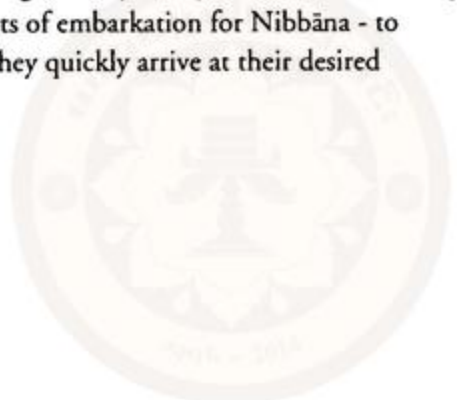 ts of embarkation for Nibbāna - to
hey quickly arrive at their desired